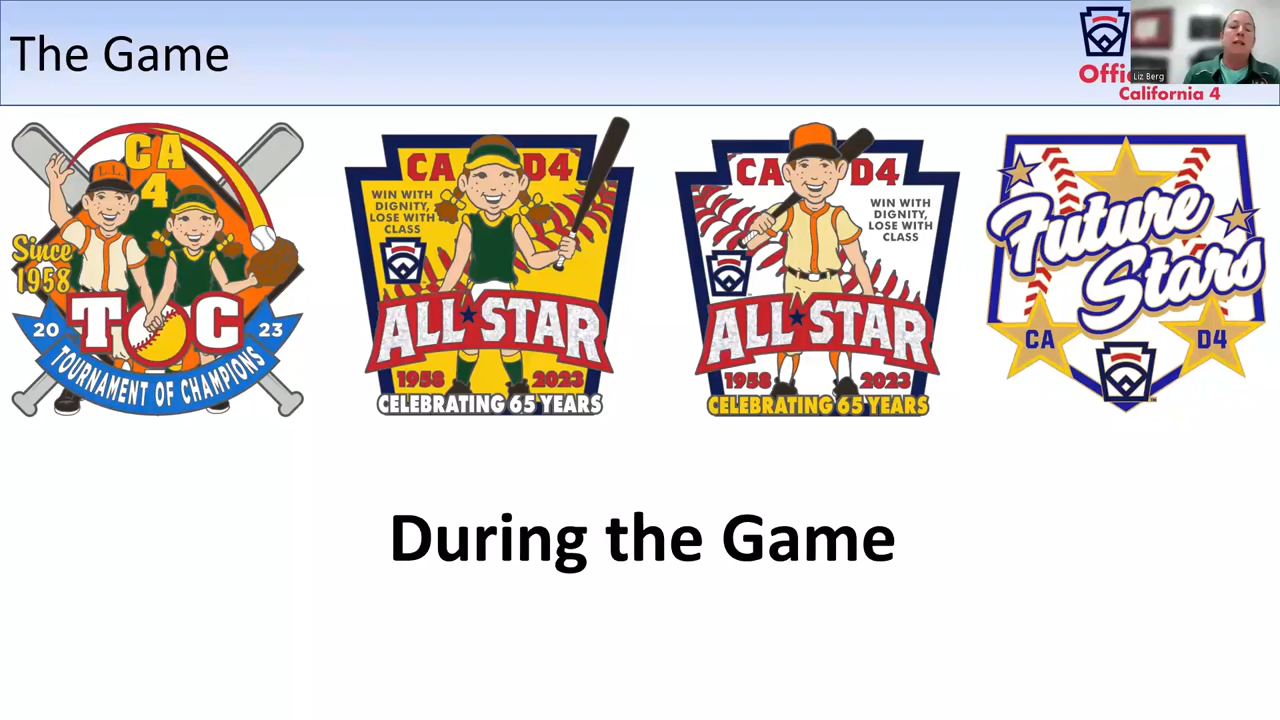 The Game
Offi
Liz Berg
California 4
CA
4
L.L.
Since
1958
TOC
20 23
TOURNAMENT OF CHAMPIONS
CA D4
WIN WITH
DIGNITY,
LOSE WITH
CLASS
ALL STAR
1958 2023
CELEBRATING 65 YEARS
CA D4
WIN WITH
DIGNITY,
LOSE WITH
CLASS
ALL STAR
1958 2023
CELEBRATING 65 YEARS
Future
Stars
CA D4
During the Game